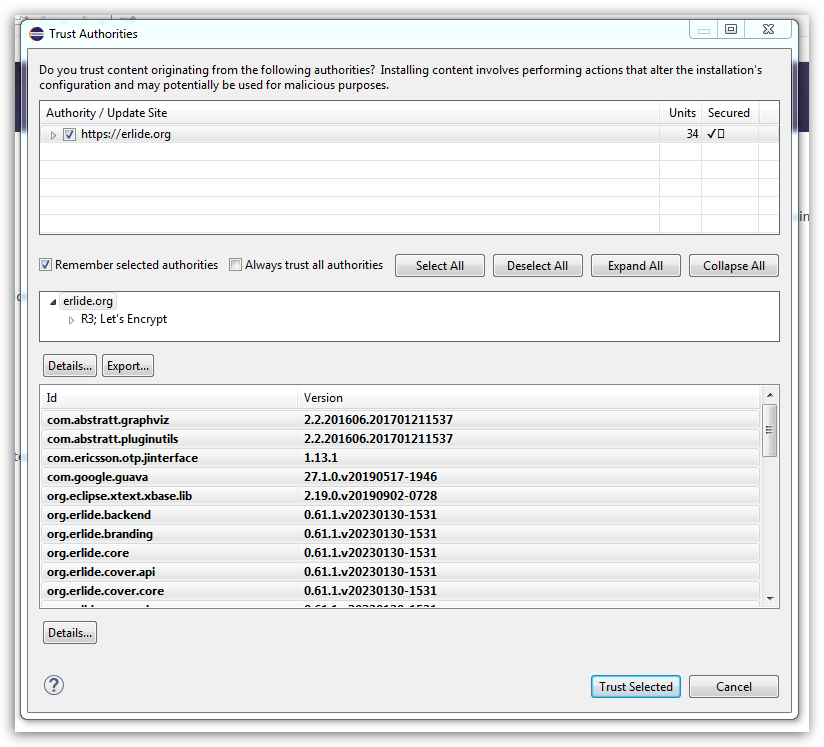 Trust Authorities
Do you trust content originating from the following authorities? Installing content involves performing actions that alter the installation's
configuration and may potentially be used for malicious purposes.
Authority / Update Site Units Secured
https://erlide.org 34 ✓
Remember selected authorities Always trust all authorities Select All Deselect All Expand All Collapse All
erlide.org
R3; Let's Encrypt
Details... Export...
Id Version
com.abstratt.graphviz 2.2.201606.201701211537
com.abstratt.pluginutils 2.2.201606.201701211537
com.ericsson.otp.jinterface 1.13.1
com.google.guava 27.1.0.v20190517-1946
org.eclipse.xtext.xbase.lib 2.19.0.v20190902-0728
org.erlide.backend 0.61.1.v20230130-1531
org.erlide.branding 0.61.1.v20230130-1531
org.erlide.core 0.61.1.v20230130-1531
org.erlide.cover.api 0.61.1.v20230130-1531
org.erlide.cover.core 0.61.1.v20230130-1531
Details...
? Trust Selected Cancel